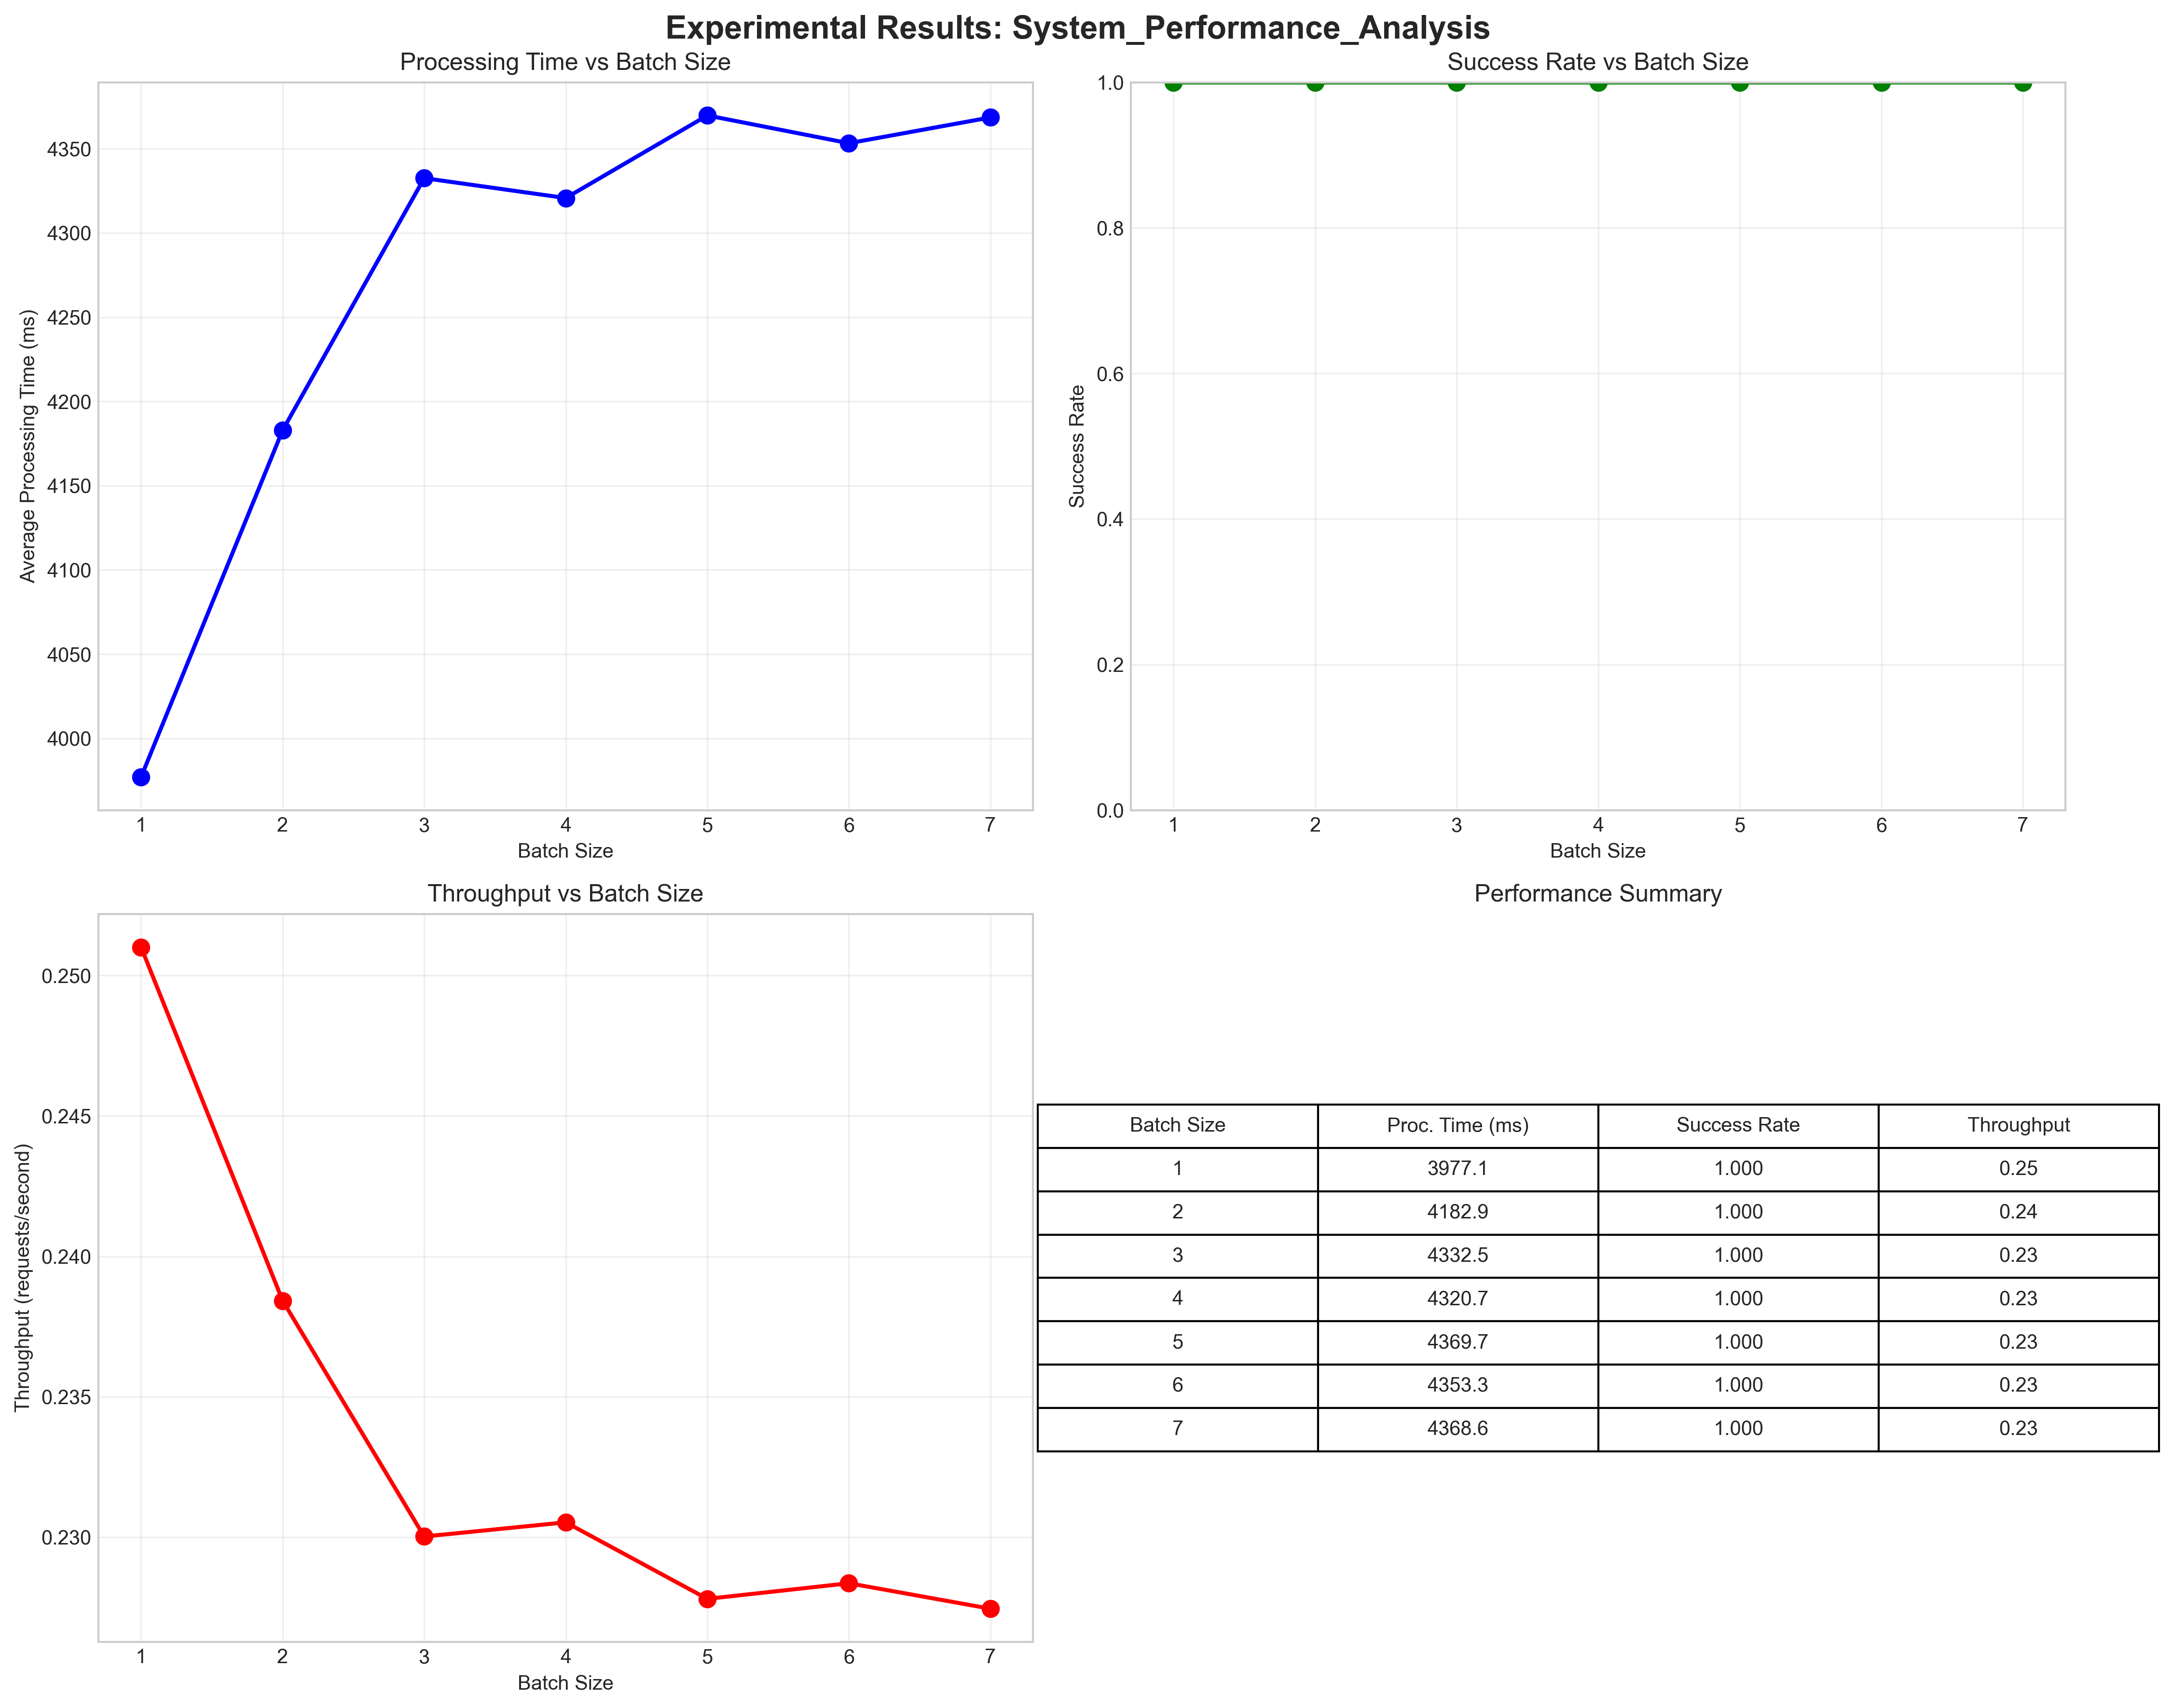 Experimental Results: System_Performance_Analysis
Processing Time vs Batch Size
Average Processing Time (ms)
4350
4300
4250
4200
4150
4100
4050
4000
1 2 3 4 5 6 7
Batch Size
Success Rate vs Batch Size
Success Rate
1.0
0.8
0.6
0.4
0.2
0.0
1 2 3 4 5 6 7
Batch Size
Throughput vs Batch Size
Throughput (requests/second)
0.250
0.245
0.240
0.235
0.230
1 2 3 4 5 6 7
Batch Size
Performance Summary
Batch Size Proc. Time (ms) Success Rate Throughput
1 3977.1 1.000 0.25
2 4182.9 1.000 0.24
3 4332.5 1.000 0.23
4 4320.7 1.000 0.23
5 4369.7 1.000 0.23
6 4353.3 1.000 0.23
7 4368.6 1.000 0.23